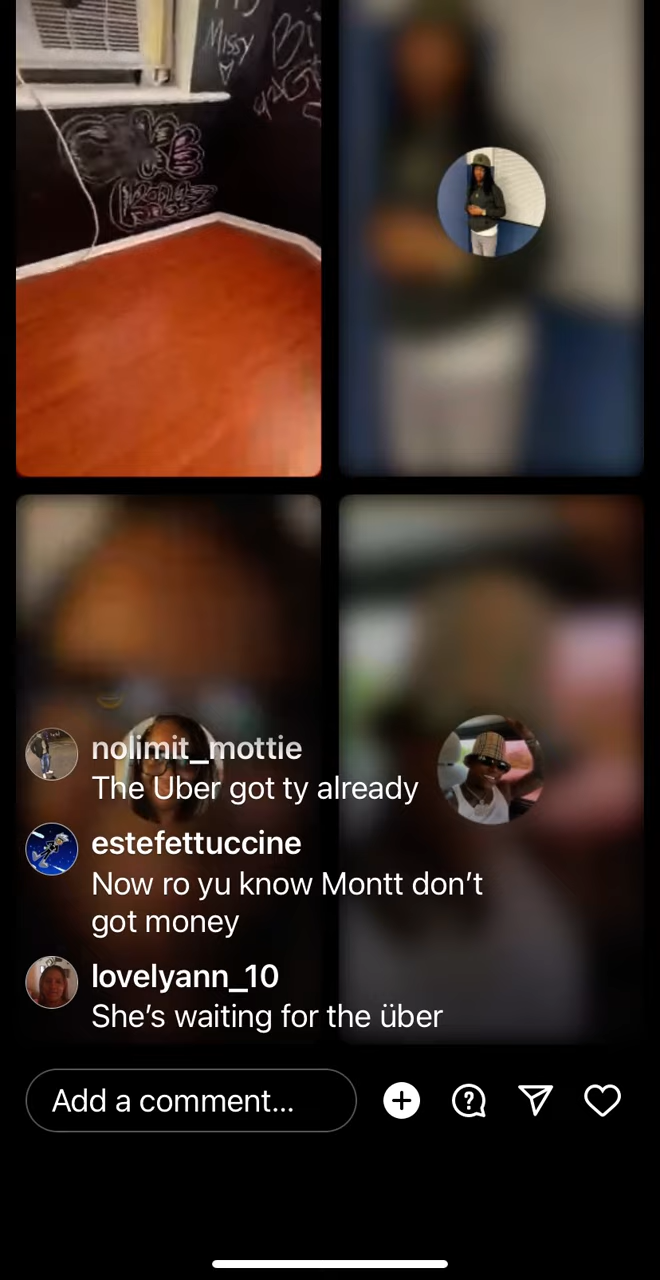 Missy
nolimit_mottie
The Uber got ty already
estefettuccine
Now ro yu know Montt don’t
got money
lovelyann_10
She’s waiting for the über
Add a comment...